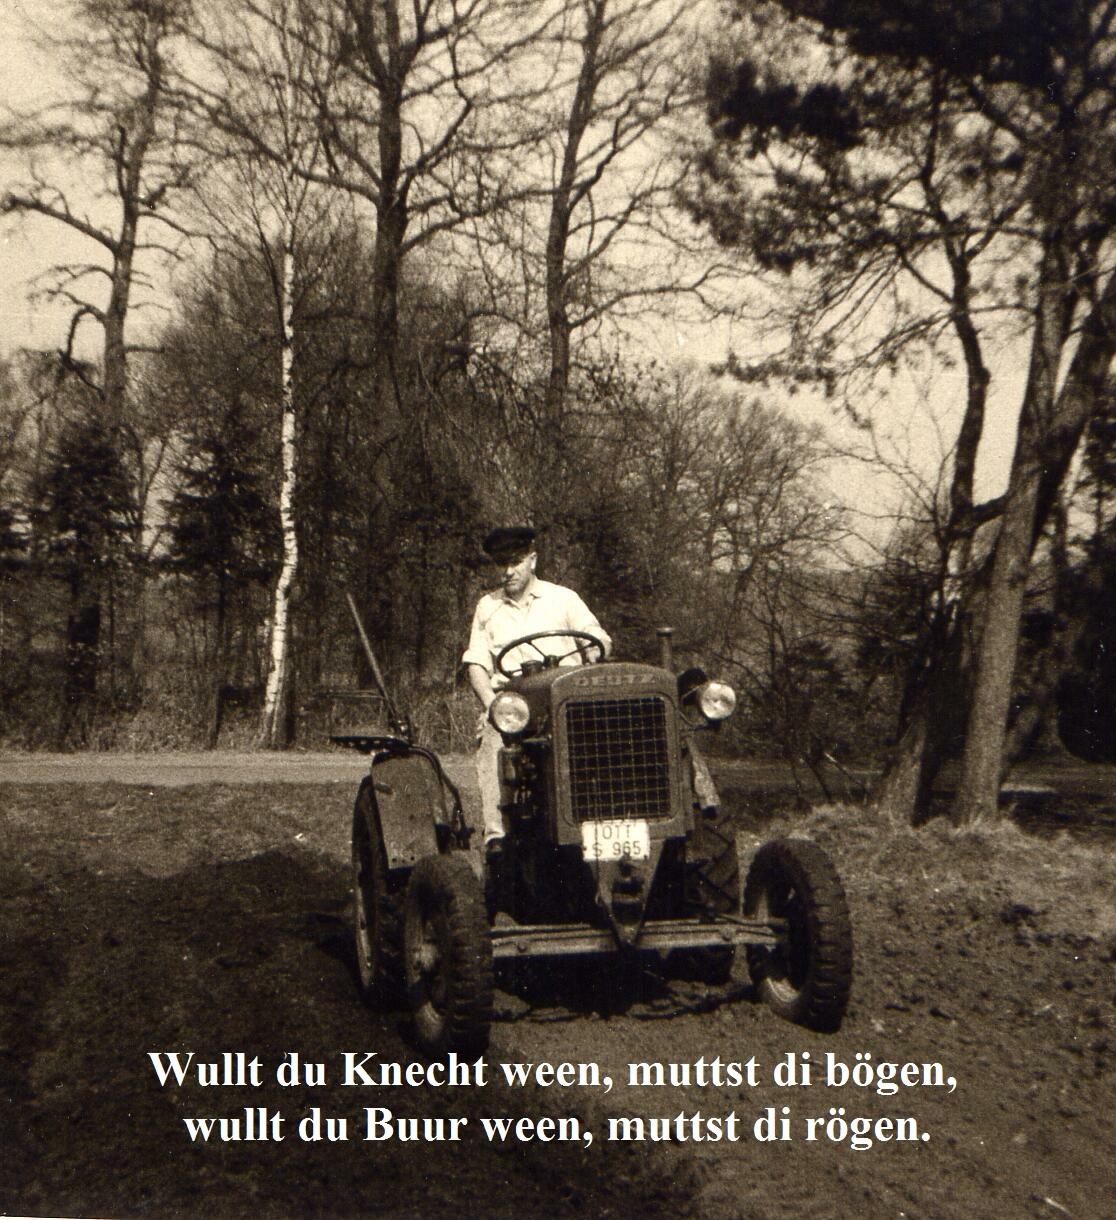 DEUTZ
OTT
S 965
Wullt du Knecht ween, muttst di bögen,
wullt du Buur ween, muttst di rögen.